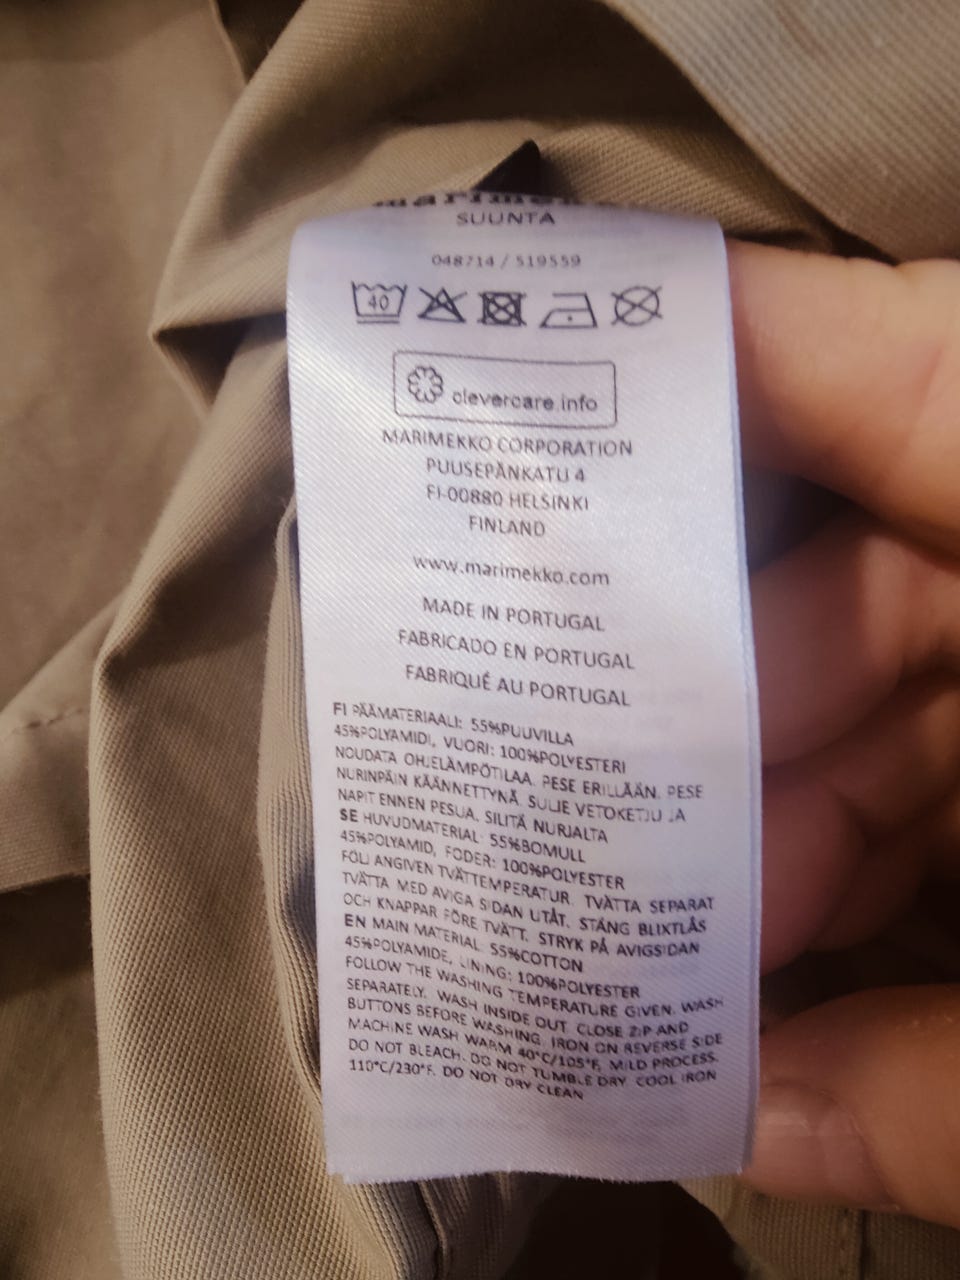 marimekko
SUUNTA
048714 / 519559
40
clevercare.info
MARIMEKKO CORPORATION
PUUSEPÄNKATU 4
FI-00880 HELSINKI
FINLAND
www.marimekko.com
MADE IN PORTUGAL
FABRICADO EN PORTUGAL
FABRIQUÉ AU PORTUGAL
FI PÄÄMATERIAALI: 55%PUUVILLA
45%POLYAMIDI, VUORI: 100%POLYESTERI
NOUDATA OHJELÄMPÖTILAA. PESE ERILLÄÄN. PESE
NURINPÄIN KÄÄNNETTYNÄ. SULJE VETOKETJU JA
NAPIT ENNEN PESUA. SILITÄ NURJALTA
SE HUVUDMATERIAL: 55%BOMULL
45%POLYAMID, FODER: 100%POLYESTER
FÖLJ ANGIVEN TVÄTTEMPERATUR. TVÄTTA SEPARAT
TVÄTTA MED AVIGA SIDAN UTÅT. STÄNG BLIXTLÅS
OCH KNAPPAR FÖRE TVÄTT. STRYK PÅ AVIGSIDAN
EN MAIN MATERIAL: 55%COTTON
45%POLYAMIDE, LINING: 100%POLYESTER
FOLLOW THE WASHING TEMPERATURE GIVEN. WASH
SEPARATELY. WASH INSIDE OUT. CLOSE ZIP AND
BUTTONS BEFORE WASHING. IRON ON REVERSE SIDE
MACHINE WASH WARM 40°C/105°F, MILD PROCESS.
DO NOT BLEACH. DO NOT TUMBLE DRY. COOL IRON
110°C/230°F. DO NOT DRY CLEAN